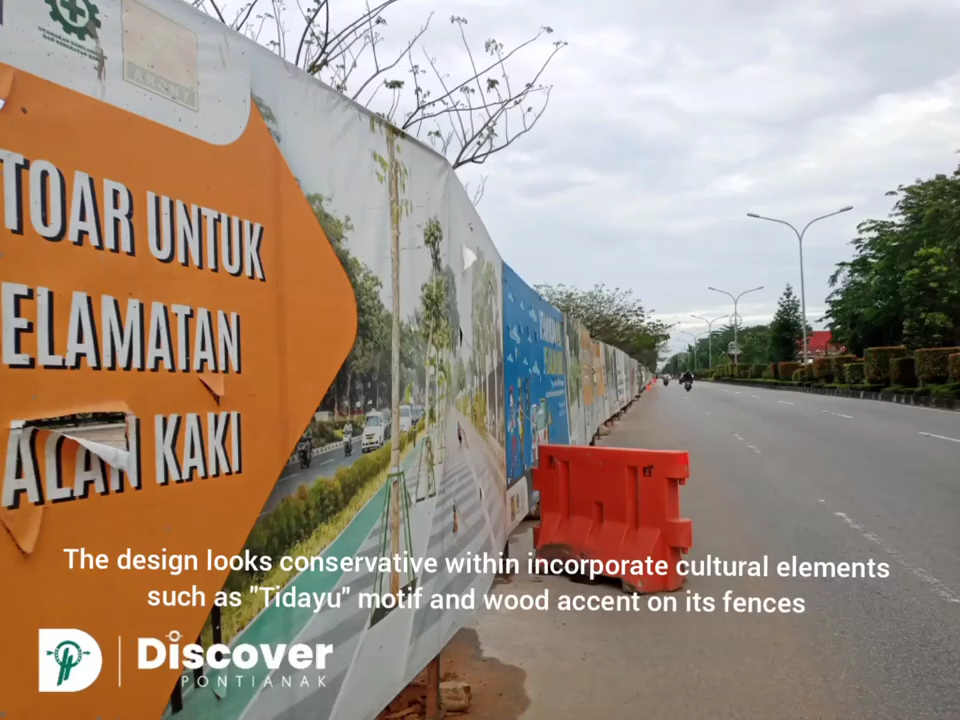 TOAR UNTUK
ELAMATAN
ALAN KAKI
The design looks conservative within incorporate cultural elements
such as "Tidayu" motif and wood accent on its fences
Discover
PONTIANAK